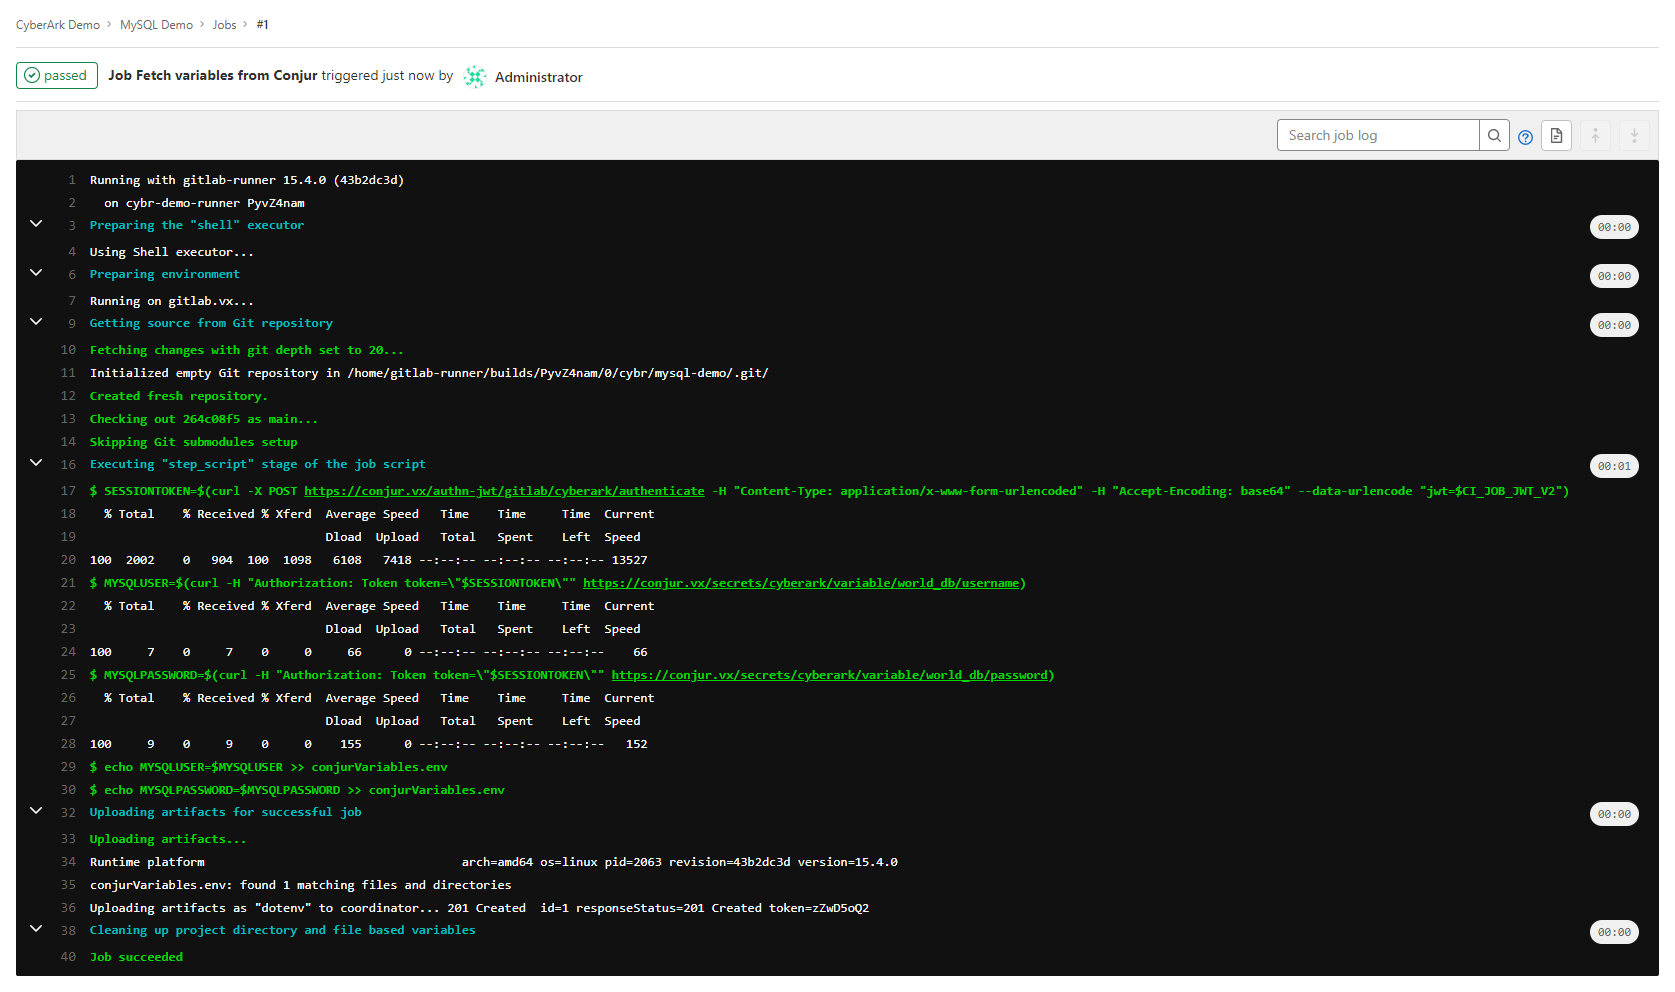 CyberArk Demo > MySQL Demo > Jobs > #1
passed Job Fetch variables from Conjur triggered just now by Administrator
Search job log
1 Running with gitlab-runner 15.4.0 (43b2dc3d)
2 on cybr-demo-runner PyvZ4nam
3 Preparing the "shell" executor 00:00
4 Using Shell executor...
6 Preparing environment 00:00
7 Running on gitlab.vx...
9 Getting source from Git repository 00:00
10 Fetching changes with git depth set to 20...
11 Initialized empty Git repository in /home/gitlab-runner/builds/PyvZ4nam/0/cybr/mysql-demo/.git/
12 Created fresh repository.
13 Checking out 264c08f5 as main...
14 Skipping Git submodules setup
16 Executing "step_script" stage of the job script 00:01
17 $ SESSIONTOKEN=$(curl -X POST https://conjur.vx/authn-jwt/gitlab/cyberark/authenticate -H "Content-Type: application/x-www-form-urlencoded" -H "Accept-Encoding: base64" --data-urlencode "jwt=$CI_JOB_JWT_V2")
18 % Total % Received % Xferd Average Speed Time Time Time Current
19 Dload Upload Total Spent Left Speed
20 100 2002 0 904 100 1098 6108 7418 --:--:-- --:--:-- --:--:-- 13527
21 $ MYSQLUSER=$(curl -H "Authorization: Token token=\"$SESSIONTOKEN\"" https://conjur.vx/secrets/cyberark/variable/world_db/username)
22 % Total % Received % Xferd Average Speed Time Time Time Current
23 Dload Upload Total Spent Left Speed
24 100 7 0 7 0 0 66 0 --:--:-- --:--:-- --:--:-- 66
25 $ MYSQLPASSWORD=$(curl -H "Authorization: Token token=\"$SESSIONTOKEN\"" https://conjur.vx/secrets/cyberark/variable/world_db/password)
26 % Total % Received % Xferd Average Speed Time Time Time Current
27 Dload Upload Total Spent Left Speed
28 100 9 0 9 0 0 155 0 --:--:-- --:--:-- --:--:-- 152
29 $ echo MYSQLUSER=$MYSQLUSER >> conjurVariables.env
30 $ echo MYSQLPASSWORD=$MYSQLPASSWORD >> conjurVariables.env
32 Uploading artifacts for successful job 00:00
33 Uploading artifacts...
34 Runtime platform arch=amd64 os=linux pid=2063 revision=43b2dc3d version=15.4.0
35 conjurVariables.env: found 1 matching files and directories
36 Uploading artifacts as "dotenv" to coordinator... 201 Created id=1 responseStatus=201 Created token=zZwD5oQ2
38 Cleaning up project directory and file based variables 00:00
40 Job succeeded